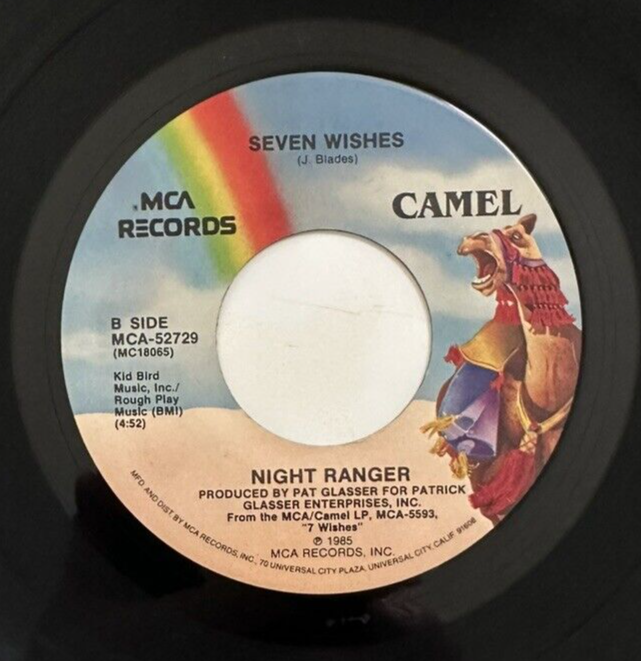 SEVEN WISHES
(J. Blades)
MCA
RECORDS
CAMEL
B SIDE
MCA-52729
(MC18065)
Kid Bird
Music, Inc./
Rough Play
Music (BMI)
(4:52)
NIGHT RANGER
PRODUCED BY PAT GLASSER FOR PATRICK
GLASSER ENTERPRISES, INC.
From the MCA/Camel LP, MCA-5593,
"7 Wishes"
℗ 1985
MCA RECORDS, INC.
MFD. AND DIST. BY MCA RECORDS, INC., 70 UNIVERSAL CITY PLAZA, UNIVERSAL CITY, CALIF. 91608